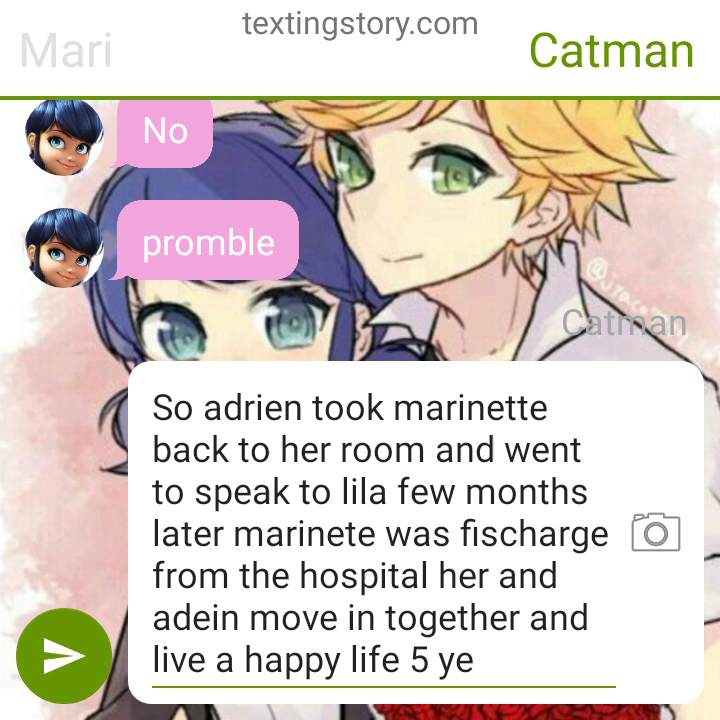 textingstory.com
Mari
Catman
No
promble
Catman
So adrien took marinette
back to her room and went
to speak to lila few months
later marinete was fischarge
from the hospital her and
adein move in together and
live a happy life 5 ye